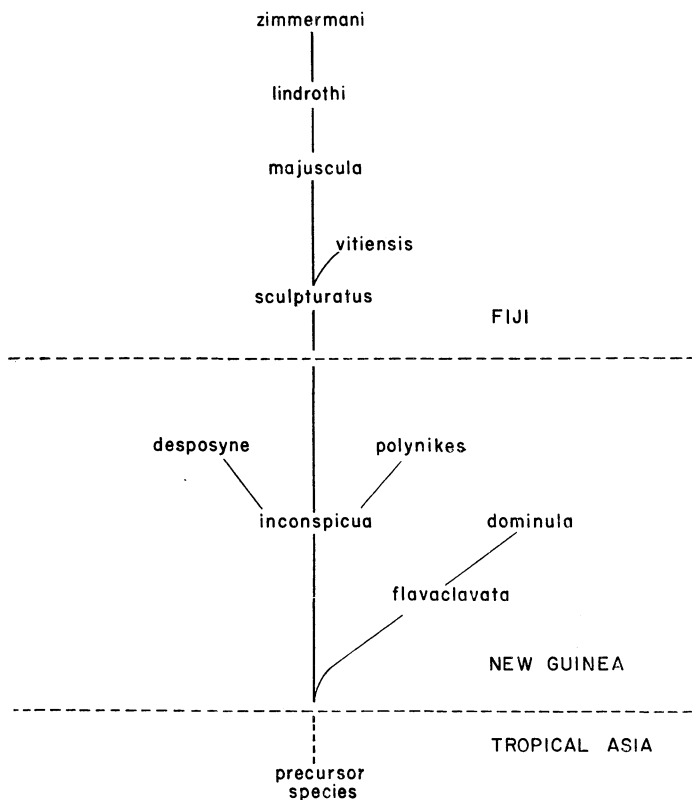 zimmermani
lindrothi
majuscula
vitiensis
sculpturatus
FIJI
desposyne
polynikes
inconspicua
dominula
flavaclavata
NEW GUINEA
TROPICAL ASIA
precursor
species